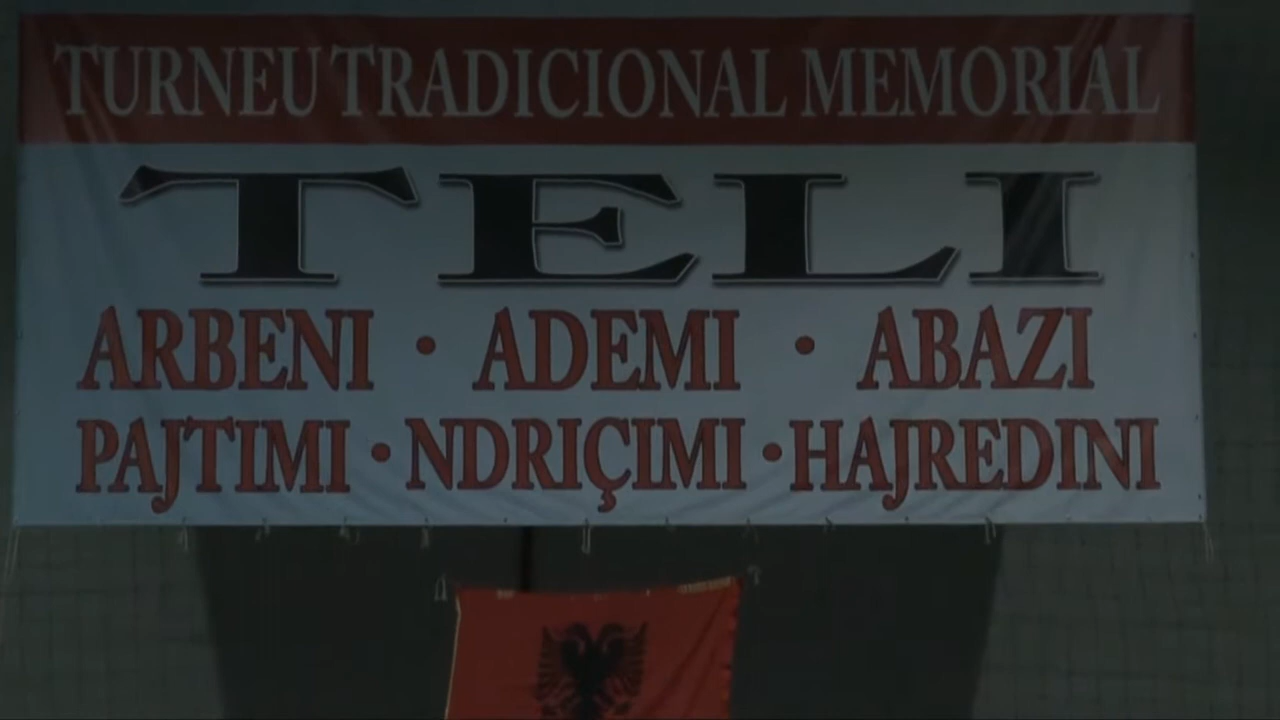 TURNEU TRADICIONAL MEMORIAL
TELI
ARBENI • ADEMI • ABAZI
PAJTIMI • NDRIÇIMI • HAJREDINI